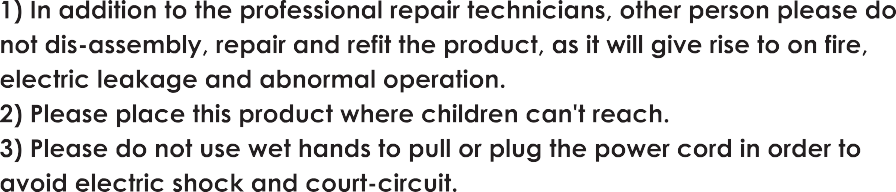 1) In addition to the professional repair technicians, other person please do
not dis-assembly, repair and refit the product, as it will give rise to on fire,
electric leakage and abnormal operation.
2) Please place this product where children can't reach.
3) Please do not use wet hands to pull or plug the power cord in order to
avoid electric shock and court-circuit.